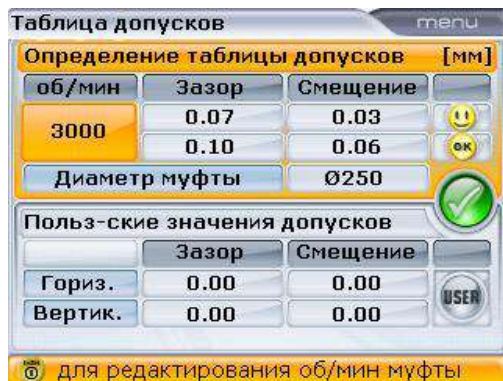 Таблица допусков menu
Определение таблицы допусков [мм]
об/мин Зазор Смещение
3000 0.07 0.03
0.10 0.06 OK
Диаметр муфты Ø250
Польз-ские значения допусков
Зазор Смещение
Гориз. 0.00 0.00 USER
Вертик. 0.00 0.00
для редактирования об/мин муфты